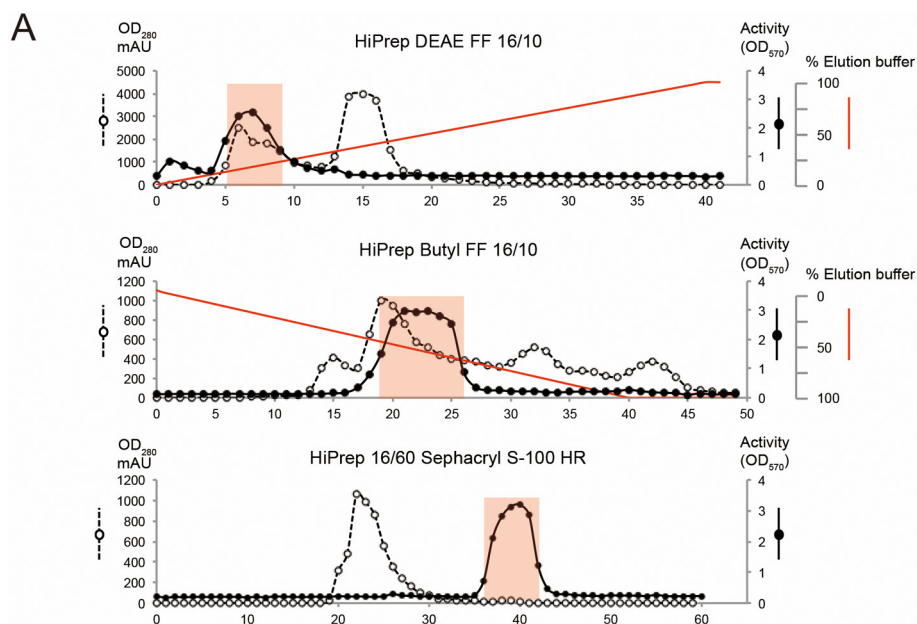 A
HiPrep DEAE FF 16/10
OD280
mAU
Activity
(OD570)
% Elution buffer
5000
4000
3000
2000
1000
0
4
3
2
1
0
100
50
0
0 5 10 15 20 25 30 35 40
HiPrep Butyl FF 16/10
OD280
mAU
Activity
(OD570)
% Elution buffer
1200
1000
800
600
400
200
0
4
3
2
1
0
0
50
100
0 5 10 15 20 25 30 35 40 45 49
HiPrep 16/60 Sephacryl S-100 HR
OD280
mAU
Activity
(OD570)
1200
1000
800
600
400
200
0
4
3
2
1
0
0 10 20 30 40 50 60